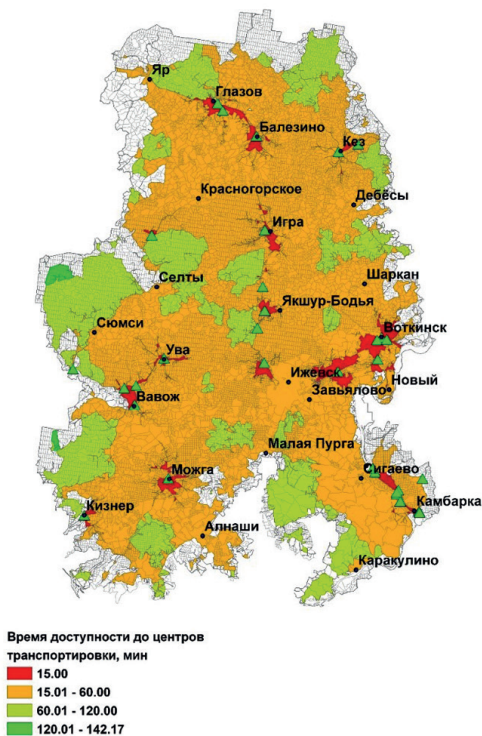 Яр
Глазов
Балезино
Кез
Красногорское
Дебёсы
Игра
Селты
Шаркан
Якшур-Бодья
Сюмси
Воткинск
Ува
Ижевск
Новый
Завьялово
Вавож
Малая Пурга
Можга
Сигаево
Кизнер
Камбарка
Алнаши
Каракулино
Время доступности до центров
транспортировки, мин
15.00
15.01 - 60.00
60.01 - 120.00
120.01 - 142.17